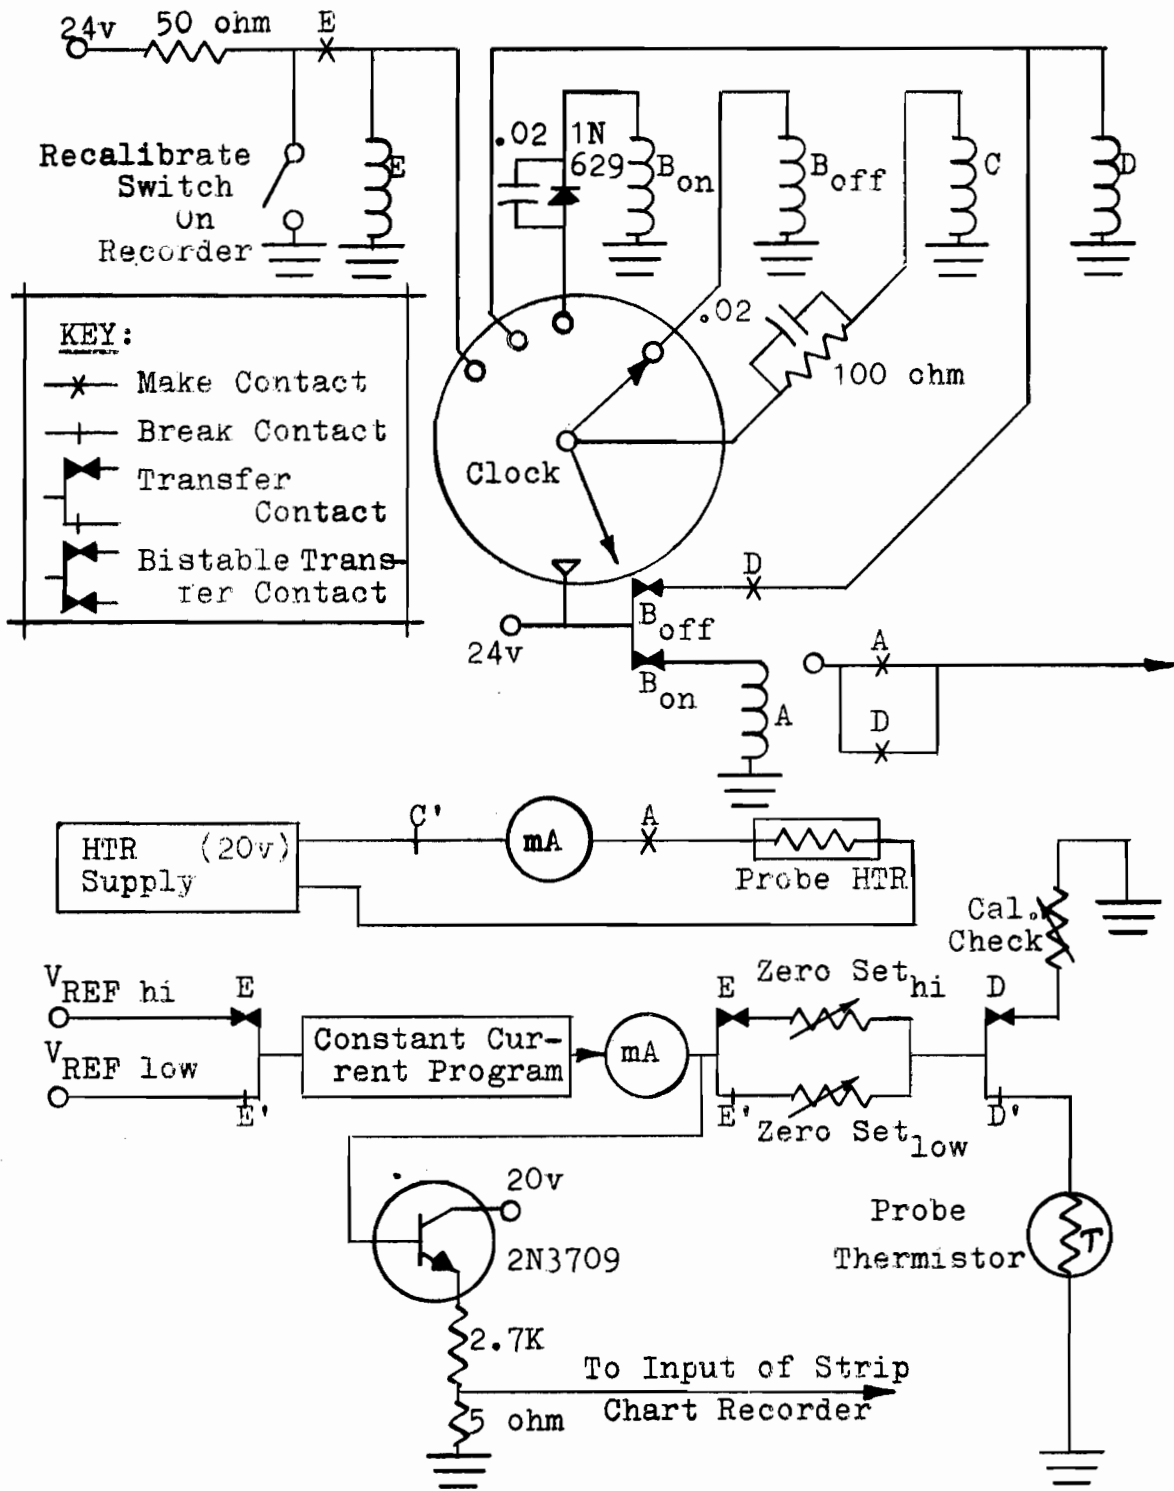 24v
50 ohm
E
.02
1N
629
B on
B off
C
D
E
Recalibrate
Switch
On
Recorder
KEY:
Make Contact
Break Contact
Transfer
Contact
Bistable Trans-
fer Contact
.02
100 ohm
Clock
D
B off
24v
B on
A
A
D
C'
mA
A
HTR (20v)
Supply
Probe HTR
Cal.
Check
V REF hi
E
E
Zero Set hi
D
V REF low
Constant Cur-
rent Program
mA
E'
E'
Zero Set low
D'
20v
2N3709
Probe
Thermistor
T
2.7K
To Input of Strip
Chart Recorder
5 ohm